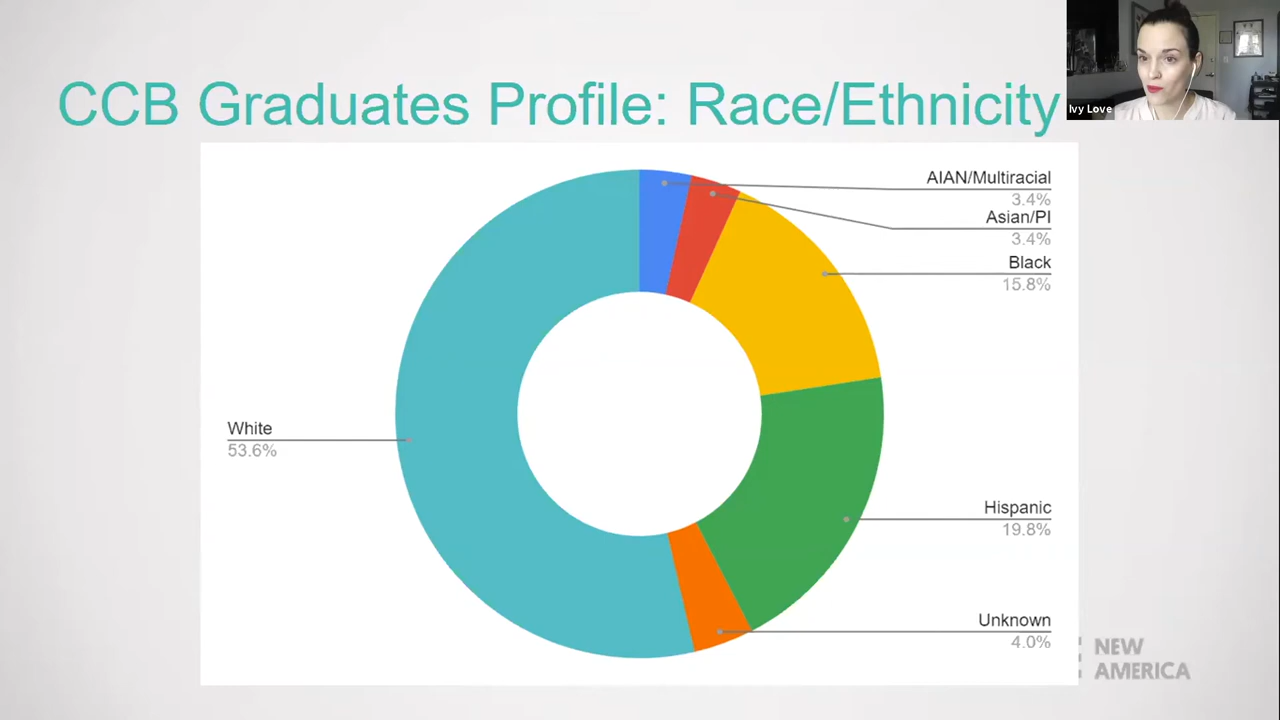 CCB Graduates Profile: Race/Ethnicity
Ivy Love
AIAN/Multiracial
3.4%
Asian/PI
3.4%
Black
15.8%
White
53.6%
Hispanic
19.8%
Unknown
4.0%
NEW
AMERICA